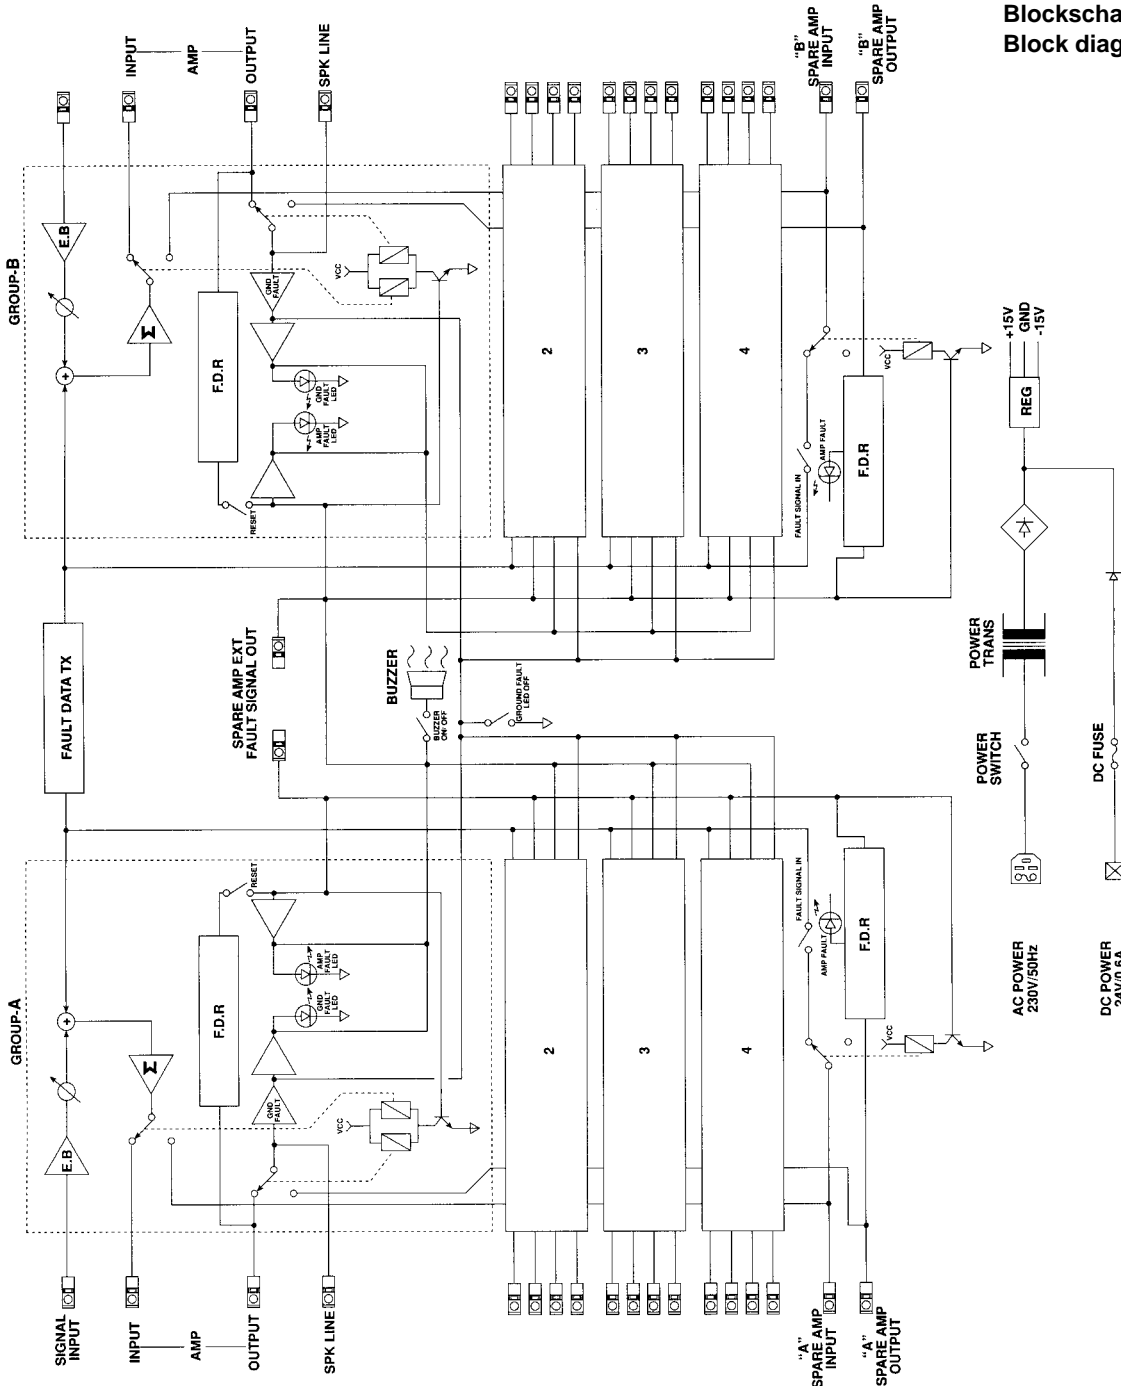 Blockscha
Block diag
GROUP-B
INPUT
AMP
OUTPUT
SPK LINE
E.B
+
Σ
F.D.R
RESET
VCC
GND
FAULT
GND
FAULT
LED
AMP
FAULT
LED
2
3
4
"B"
SPARE AMP
INPUT
"B"
SPARE AMP
OUTPUT
FAULT SIGNAL IN
AMP FAULT
F.D.R
VCC
FAULT DATA TX
SPARE AMP EXT
FAULT SIGNAL OUT
BUZZER
BUZZER
ON/ OFF
GROUND FAULT
LED OFF
GROUP-A
SIGNAL
INPUT
INPUT
AMP
OUTPUT
SPK LINE
E.B
+
Σ
F.D.R
RESET
VCC
GND
FAULT
GND
FAULT
LED
AMP
FAULT
LED
2
3
4
"A"
SPARE AMP
INPUT
"A"
SPARE AMP
OUTPUT
FAULT SIGNAL IN
AMP FAULT
F.D.R
VCC
AC POWER
230V/50Hz
POWER
SWITCH
POWER
TRANS
REG
+15V
GND
-15V
DC POWER
24V/0.6A
DC FUSE